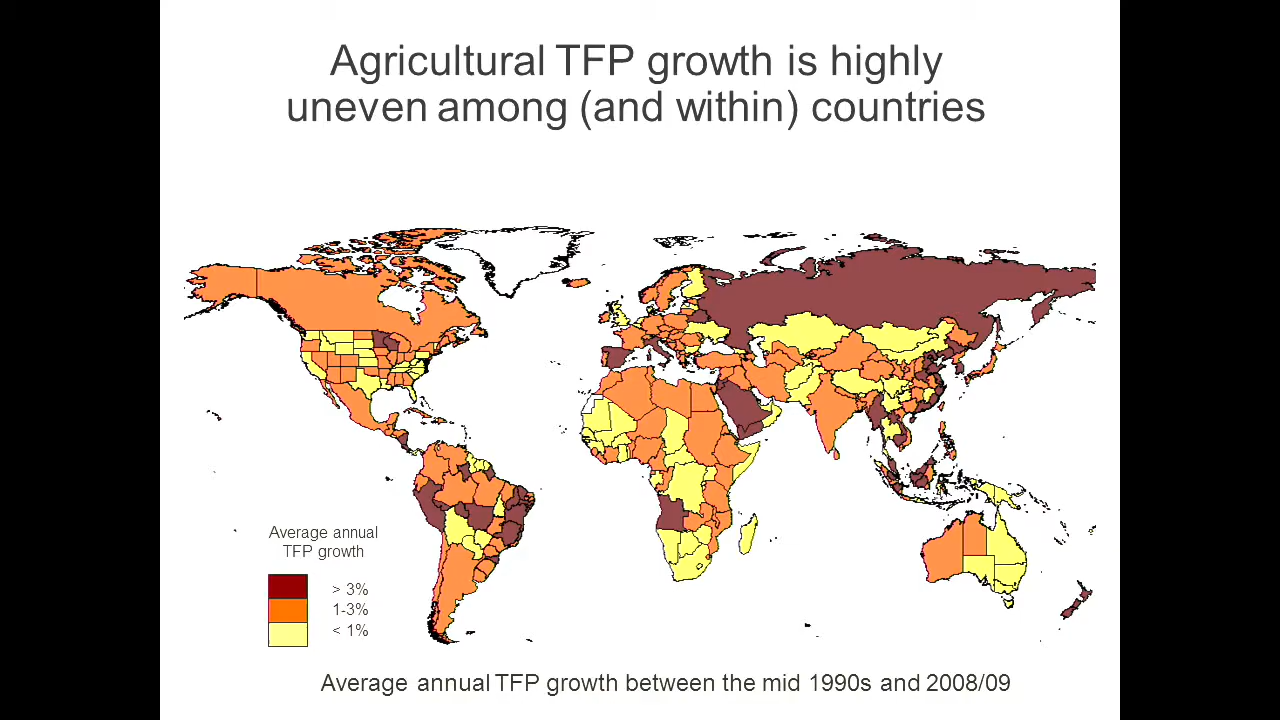 Agricultural TFP growth is highly
uneven among (and within) countries
Average annual
TFP growth
> 3%
1-3%
< 1%
Average annual TFP growth between the mid 1990s and 2008/09